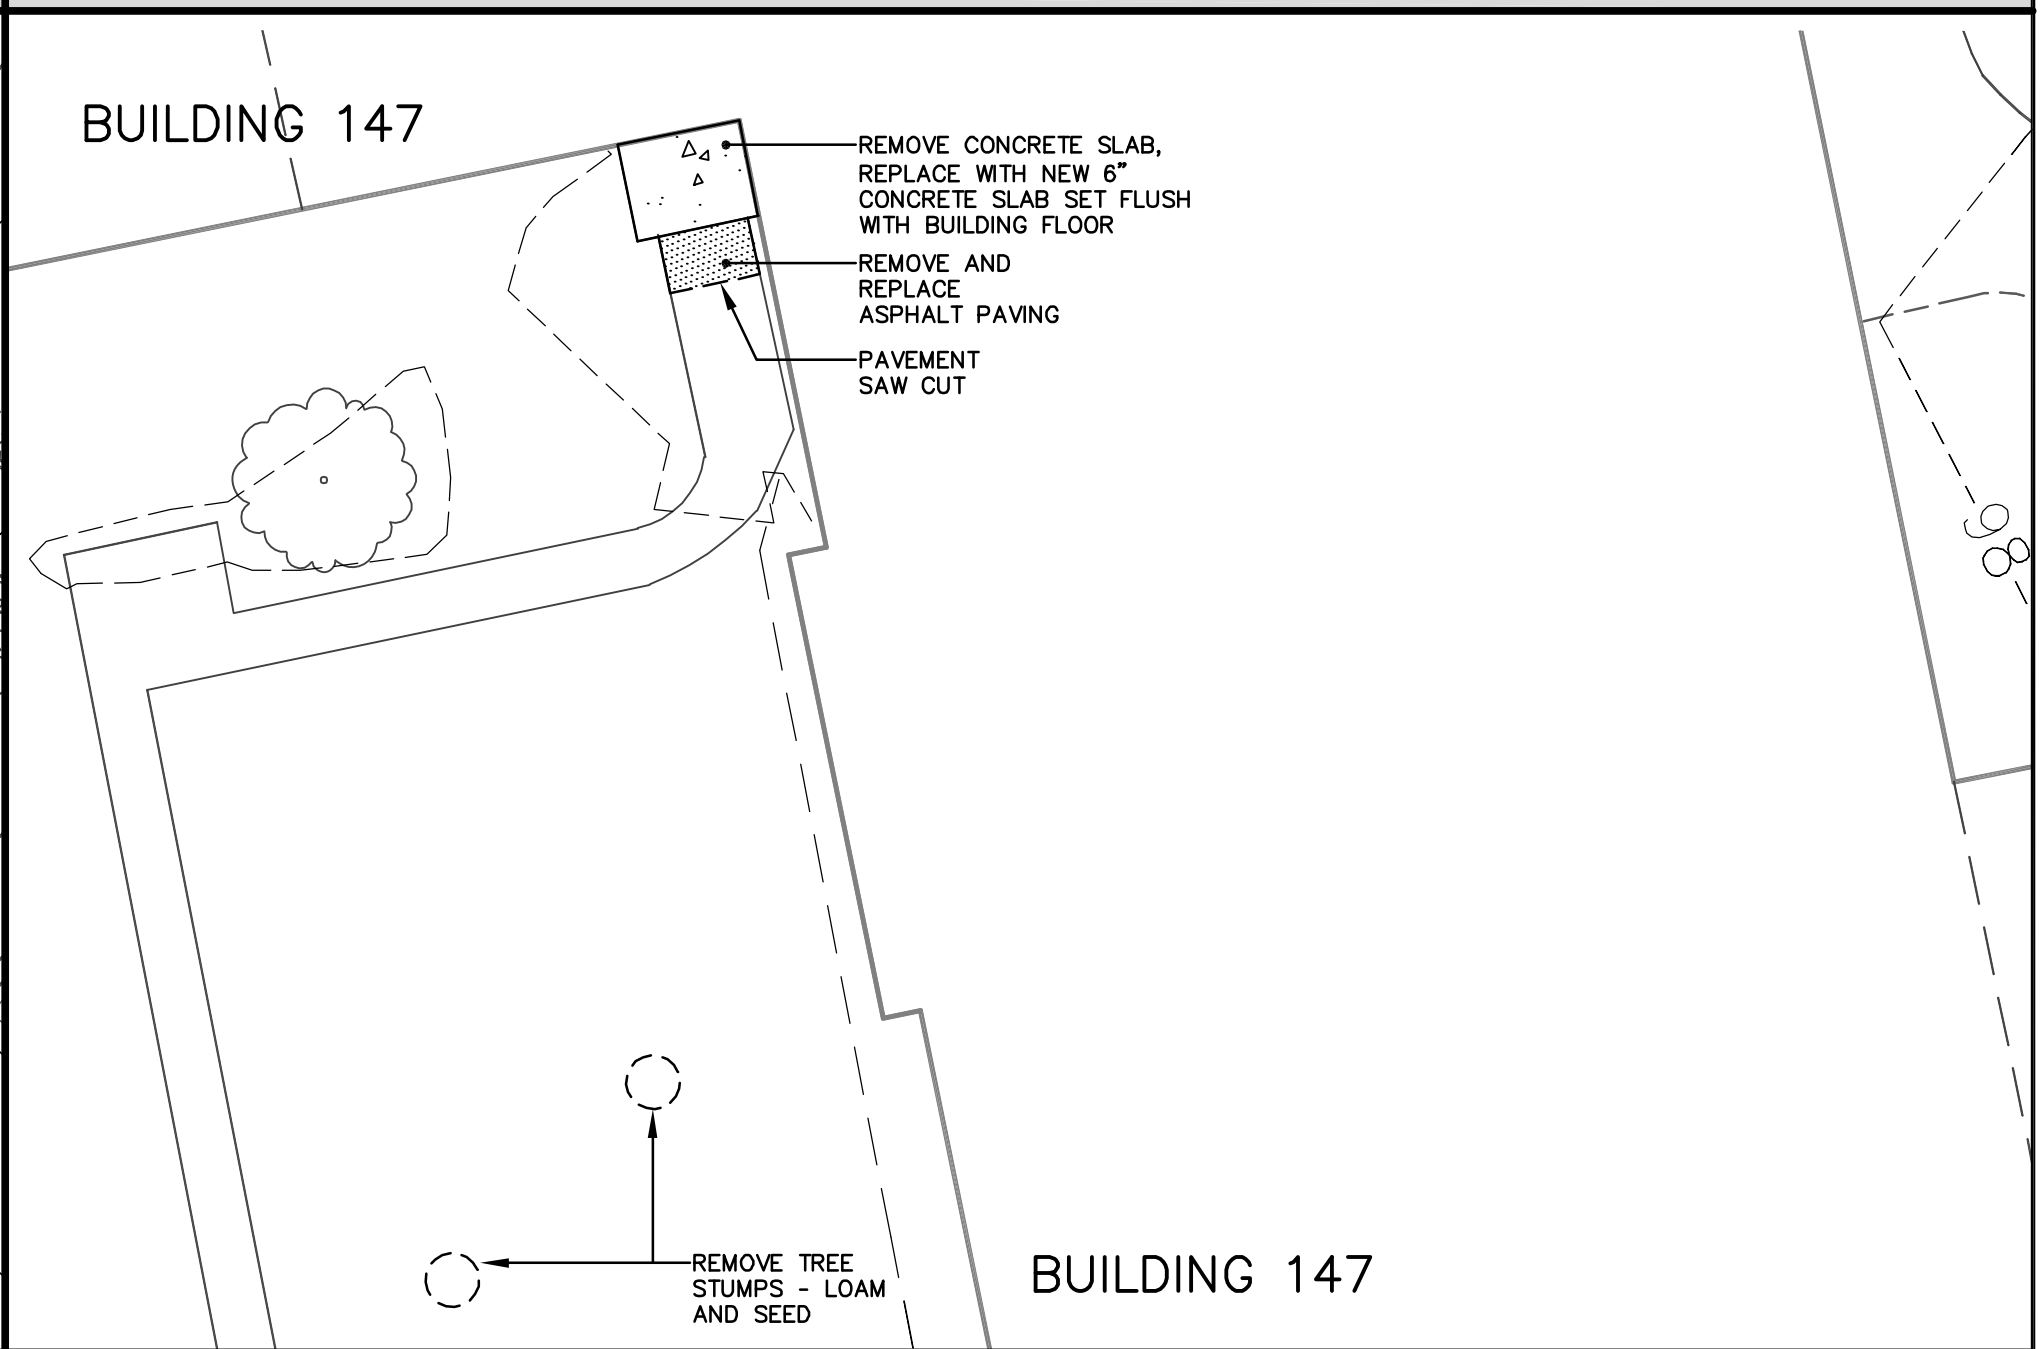 BUILDING 147
REMOVE CONCRETE SLAB,
REPLACE WITH NEW 6”
CONCRETE SLAB SET FLUSH
WITH BUILDING FLOOR
REMOVE AND
REPLACE
ASPHALT PAVING
PAVEMENT
SAW CUT
REMOVE TREE
STUMPS - LOAM
AND SEED
BUILDING 147